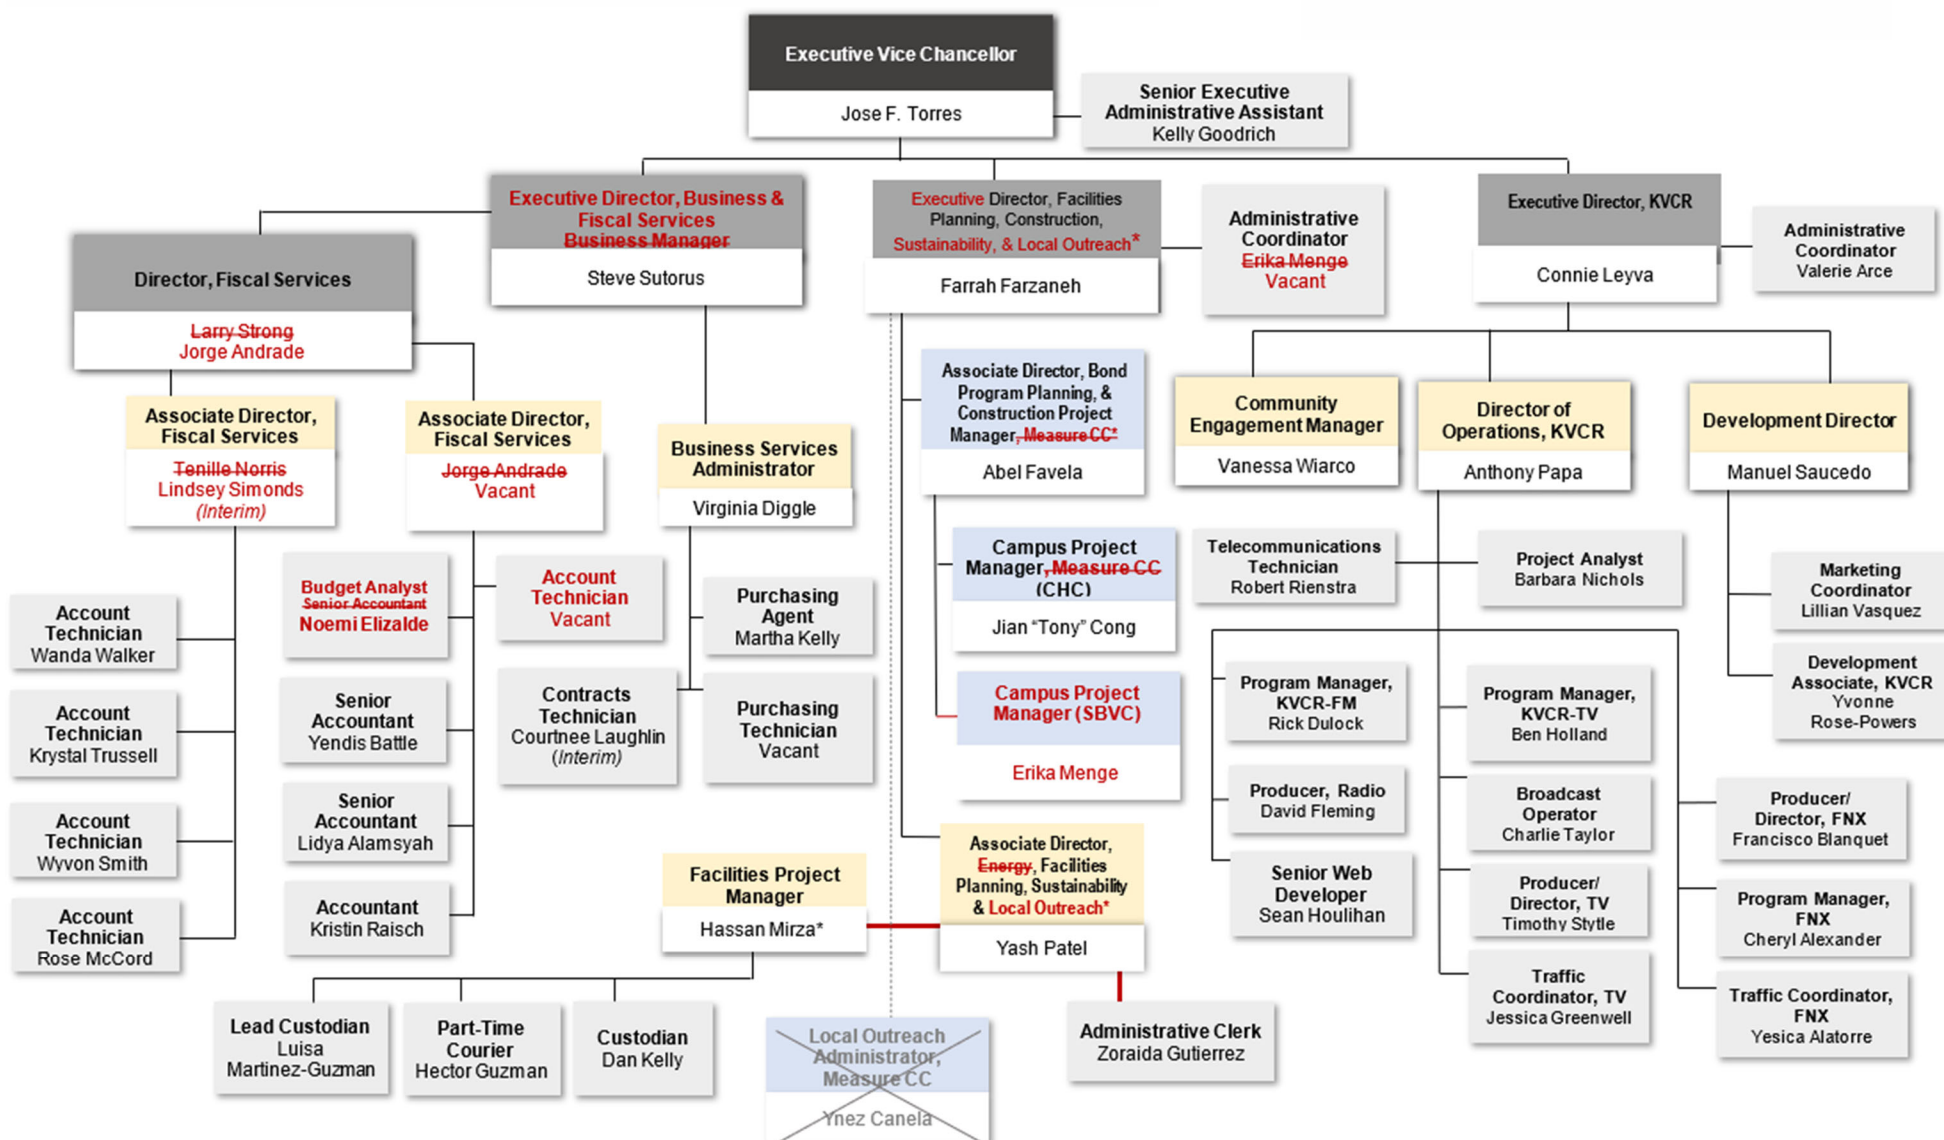 Executive Vice Chancellor
Jose F. Torres
Senior Executive
Administrative Assistant
Kelly Goodrich
Executive Director, Business &
Fiscal Services
Business Manager
Steve Sutorus
Executive Director, Facilities
Planning, Construction,
Sustainability, & Local Outreach*
Farrah Farzaneh
Administrative
Coordinator
Erika Menge
Vacant
Executive Director, KVCR
Connie Leyva
Administrative
Coordinator
Valerie Arce
Director, Fiscal Services
Larry Strong
Jorge Andrade
Associate Director,
Fiscal Services
Tenille Norris
Lindsey Simonds
(Interim)
Associate Director,
Fiscal Services
Jorge Andrade
Vacant
Business Services
Administrator
Virginia Diggle
Associate Director, Bond
Program Planning, &
Construction Project
Manager, Measure CC*
Abel Favela
Community
Engagement Manager
Vanessa Wiarco
Director of
Operations, KVCR
Anthony Papa
Development Director
Manuel Saucedo
Account
Technician
Wanda Walker
Account
Technician
Krystal Trussell
Account
Technician
Wyvon Smith
Account
Technician
Rose McCord
Budget Analyst
Senior Accountant
Noemi Elizalde
Senior
Accountant
Yendis Battle
Senior
Accountant
Lidya Alamsyah
Accountant
Kristin Raisch
Account
Technician
Vacant
Contracts
Technician
Courtnee Laughlin
(Interim)
Purchasing
Agent
Martha Kelly
Purchasing
Technician
Vacant
Campus Project
Manager, Measure CC
(CHC)
Jian “Tony” Cong
Campus Project
Manager (SBVC)
Erika Menge
Telecommunications
Technician
Robert Rienstra
Project Analyst
Barbara Nichols
Marketing
Coordinator
Lillian Vasquez
Development
Associate, KVCR
Yvonne
Rose-Powers
Program Manager,
KVCR-FM
Rick Dulock
Producer, Radio
David Fleming
Senior Web
Developer
Sean Houlihan
Program Manager,
KVCR-TV
Ben Holland
Broadcast
Operator
Charlie Taylor
Producer/
Director, TV
Timothy Stytle
Traffic
Coordinator, TV
Jessica Greenwell
Producer/
Director, FNX
Francisco Blanquet
Program Manager,
FNX
Cheryl Alexander
Traffic Coordinator,
FNX
Yesica Alatorre
Facilities Project
Manager
Hassan Mirza*
Associate Director,
Energy, Facilities
Planning, Sustainability
& Local Outreach*
Yash Patel
Lead Custodian
Luisa
Martinez-Guzman
Part-Time
Courier
Hector Guzman
Custodian
Dan Kelly
Local Outreach
Administrator,
Measure CC
Ynez Canela
Administrative Clerk
Zoraida Gutierrez